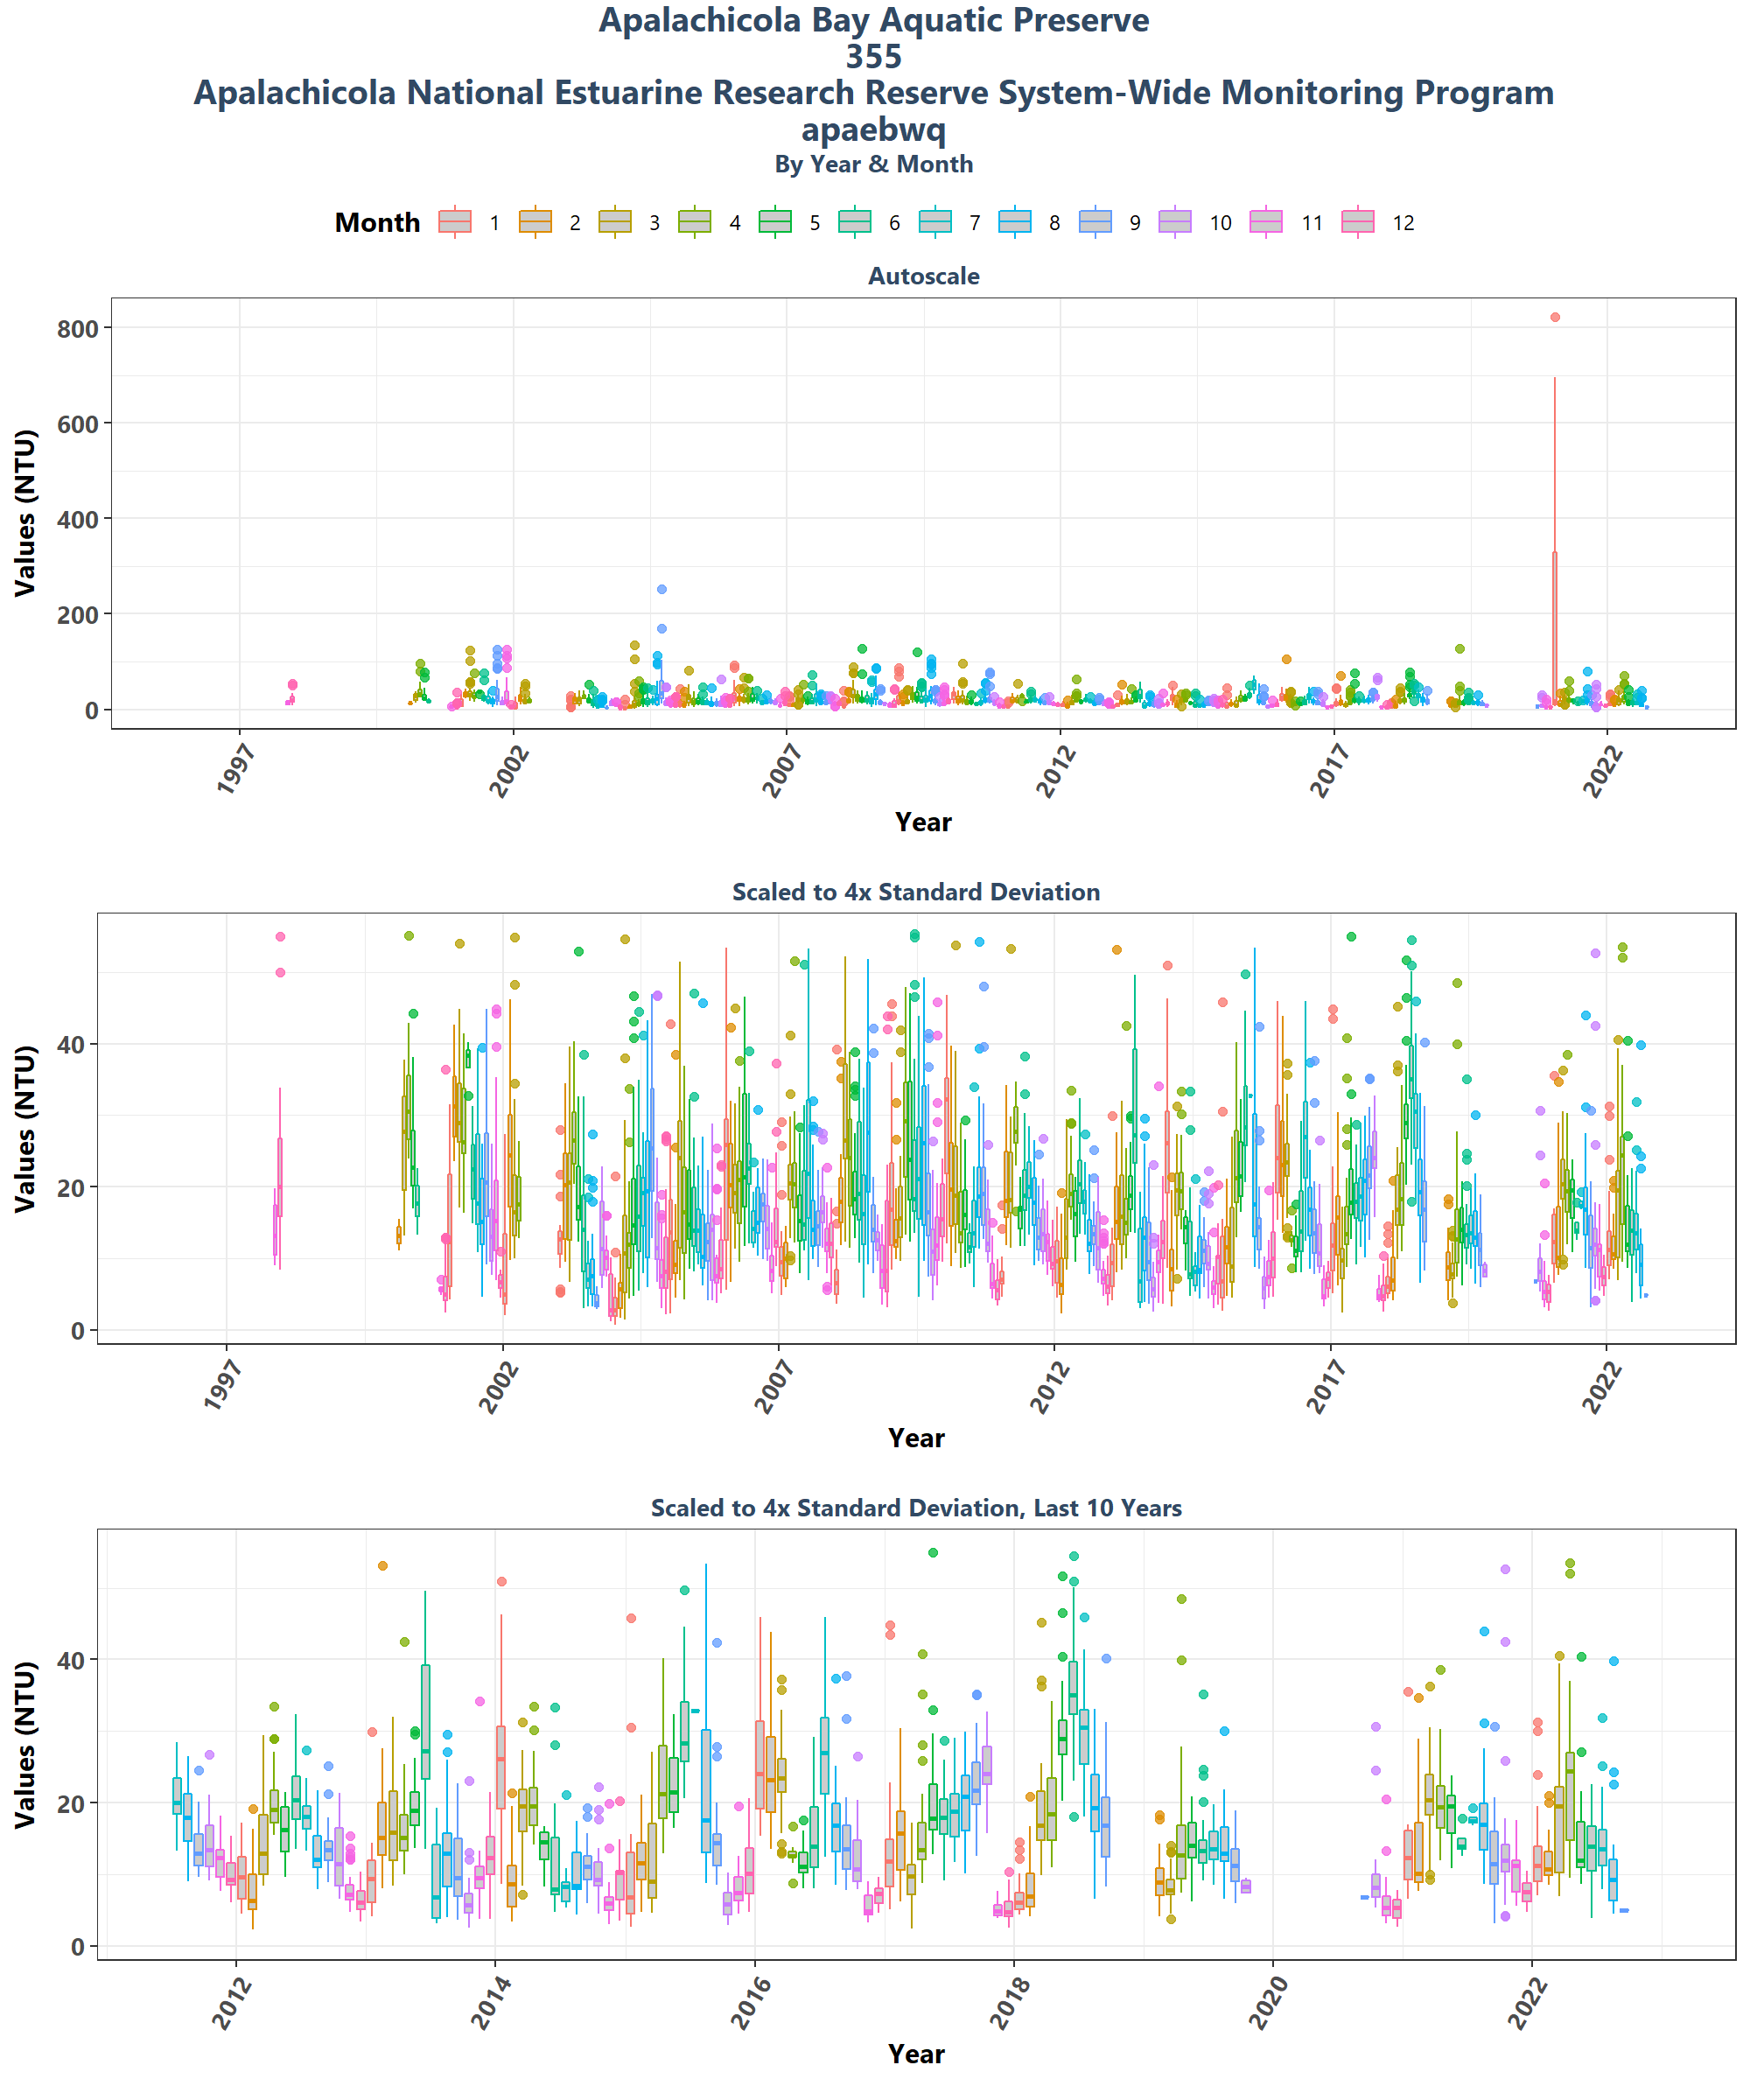 Apalachicola Bay Aquatic Preserve
355
Apalachicola National Estuarine Research Reserve System-Wide Monitoring Program
apaebwq
By Year & Month
Month 1 2 3 4 5 6 7 8 9 10 11 12
Autoscale
Values (NTU)
800
600
400
200
0
1997 2002 2007 2012 2017 2022
Year
Scaled to 4x Standard Deviation
Values (NTU)
40
20
0
1997 2002 2007 2012 2017 2022
Year
Scaled to 4x Standard Deviation, Last 10 Years
Values (NTU)
40
20
0
2012 2014 2016 2018 2020 2022
Year